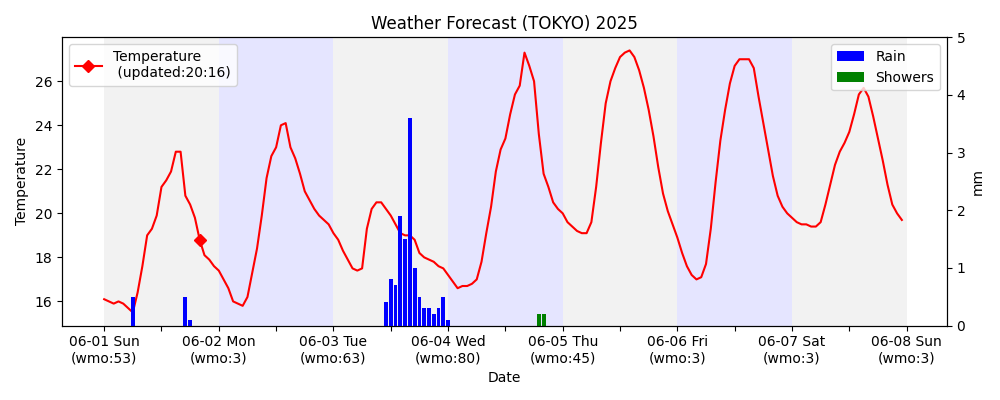 Weather Forecast (TOKYO) 2025
Temperature
(updated:20:16)
Rain
Showers
Temperature
26
24
22
20
18
16
5
4
3
2
1
0
mm
06-01 Sun
(wmo:53)
06-02 Mon
(wmo:3)
06-03 Tue
(wmo:63)
06-04 Wed
(wmo:80)
06-05 Thu
(wmo:45)
06-06 Fri
(wmo:3)
06-07 Sat
(wmo:3)
06-08 Sun
(wmo:3)
Date